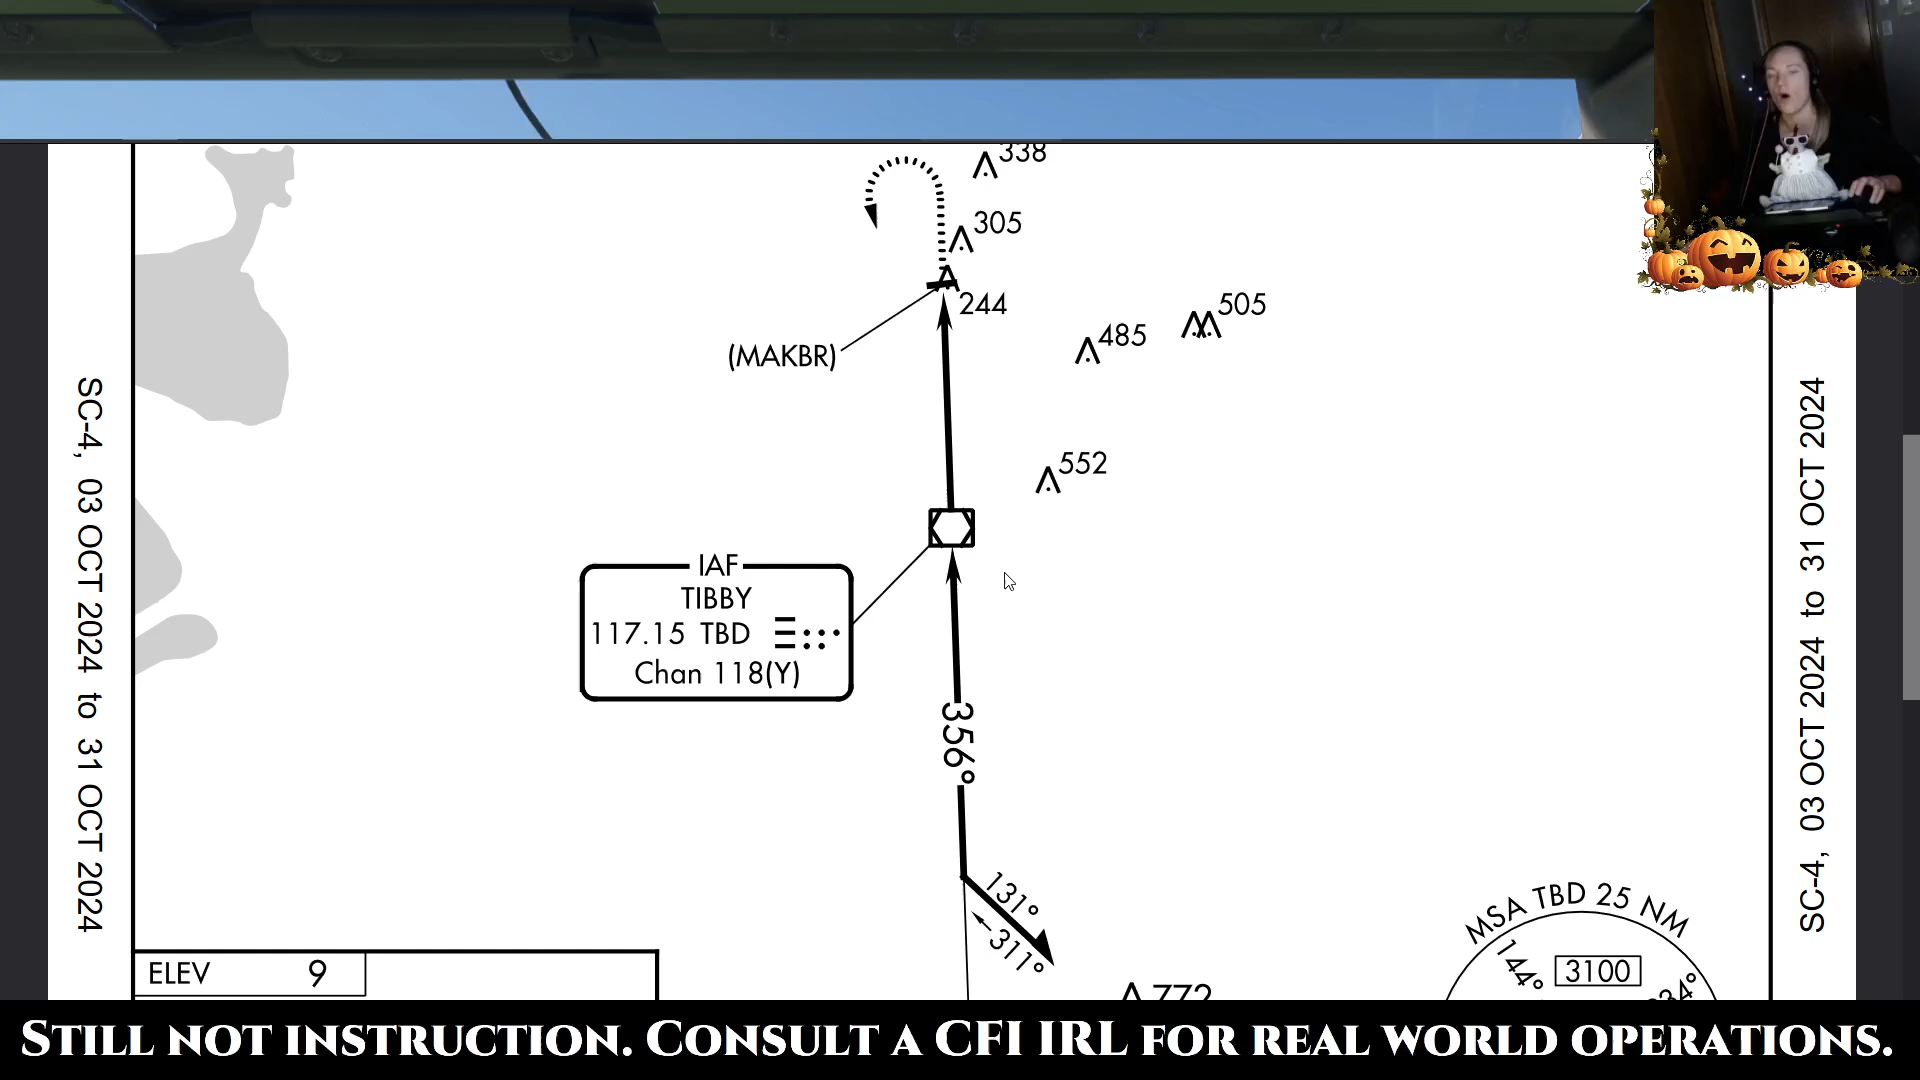 338
305
244
505
485
(MAKBR)
552
IAF
TIBBY
117.15 TBD
Chan 118(Y)
356°
131°
311°
MSA TBD 25 NM
144°
3100
ELEV 9
772
SC-4, 03 OCT 2024 to 31 OCT 2024
SC-4, 03 OCT 2024 to 31 OCT 2024
STILL NOT INSTRUCTION. CONSULT A CFI IRL FOR REAL WORLD OPERATIONS.